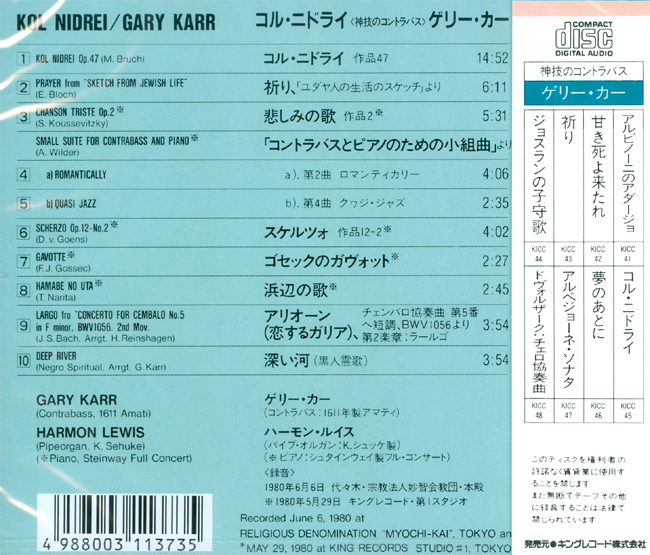 KOL NIDREI/GARY KARR
コル・ニドライ〈神技のコントラバス〉ゲリー・カー
1 KOL NIDREI Op.47 (M. Bruch) コル・ニドライ 作品47 14:52
2 PRAYER from "SKETCH FROM JEWISH LIFE" 祈り、「ユダヤ人の生活のスケッチ」より 6:11
(E. Bloch)
3 CHANSON TRISTE Op.2※ 悲しみの歌 作品2※ 5:31
(S. Koussevitzky)
SMALL SUITE FOR CONTRABASS AND PIANO※ 「コントラバスとピアノのための小組曲」より
(A. Wilder)
4 a) ROMANTICALLY a). 第2曲 ロマンティカリー 4:06
5 b) QUASI JAZZ b). 第4曲 クヮジ・ジャズ 2:35
6 SCHERZO Op.12-No.2※ スケルツォ 作品12-2※ 4:02
(D. v. Goens)
7 GAVOTTE※ ゴセックのガヴォット※ 2:27
(F. J. Gossec)
8 HAMABE NO UTA※ 浜辺の歌※ 2:45
(T. Narita)
9 LARGO fro "CONCERTO FOR CEMBALO No.5
in F minor, BWV1056. 2nd Mov.
(J. S. Bach, Arrgt. H. Reinshagen)
アリオーン
(恋するガリア)、
チェンバロ協奏曲 第5番
ヘ短調、BWV1056より
第2楽章:ラールゴ 3:54
10 DEEP RIVER 深い河 (黒人霊歌) 3:54
(Negro Spiritual, Arrgt. G. Karr)
GARY KARR ゲリー・カー
(Contrabass, 1611 Amati) (コントラバス:1611年製アマティ)
HARMON LEWIS ハーモン・ルイス
(Pipeorgan, K. Sehuke) (パイプ・オルガン:K.シュッケ製)
(※Piano, Steinway Full Concert) (※ピアノ:シュタインウェイ製フル・コンサート)
〈録音〉
1980年6月6日 代々木・宗教法人妙智会教団・本殿
※1980年5月29日 キングレコード・第1スタジオ
Recorded June 6, 1980 at
RELIGIOUS DENOMINATION "MYOCHI-KAI", TOKYO an
※MAY 29, 1980 at KING RECORDS STUDIO #1, TOKYO
4 988003 113735
COMPACT
disc
DIGITAL AUDIO
神技のコントラバス
ゲリー・カー
アルビノーニのアダージョ
KICC 41
甘き死よ来たれ
KICC 42
祈り
KICC 43
ジョスランの子守歌
KICC 44
コル・ニドライ
KICC 45
夢のあとに
KICC 46
アルペジョーネ・ソナタ
KICC 47
ドヴォルザーク:チェロ協奏曲
KICC 48
このディスクを権利者の
許諾なく賃貸業に使用す
ることを禁じます
また無断でテープその他
に録音することは法律で
禁じられています
発売元●キングレコード株式会社